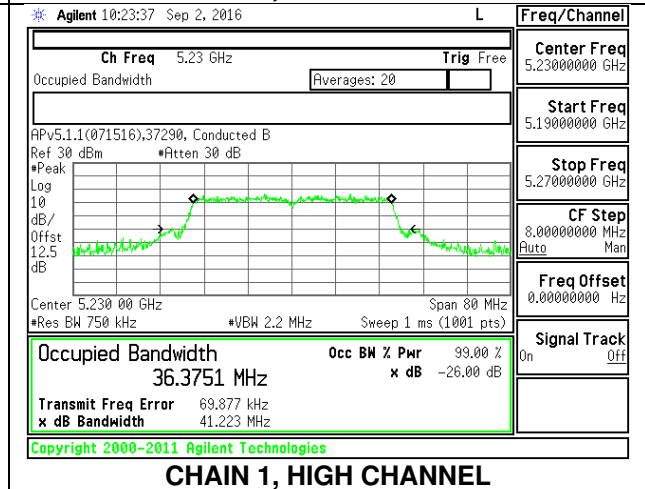 Agilent 10:23:37 Sep 2, 2016 L
Freq/Channel
Ch Freq 5.23 GHz Trig Free
Occupied Bandwidth Averages: 20
APv5.1.1(071516),37290, Conducted B
Ref 30 dBm #Atten 30 dB
#Peak
Log
10
dB/
Offst
12.5
dB
Center 5.230 00 GHz Span 80 MHz
#Res BW 750 kHz #VBW 2.2 MHz Sweep 1 ms (1001 pts)
Occupied Bandwidth Occ BW % Pwr 99.00 %
36.3751 MHz x dB -26.00 dB
Transmit Freq Error 69.877 kHz
x dB Bandwidth 41.223 MHz
Copyright 2000-2011 Agilent Technologies
Center Freq
5.23000000 GHz
Start Freq
5.19000000 GHz
Stop Freq
5.27000000 GHz
CF Step
8.00000000 MHz
Auto Man
Freq Offset
0.00000000 Hz
Signal Track
On Off
CHAIN 1, HIGH CHANNEL